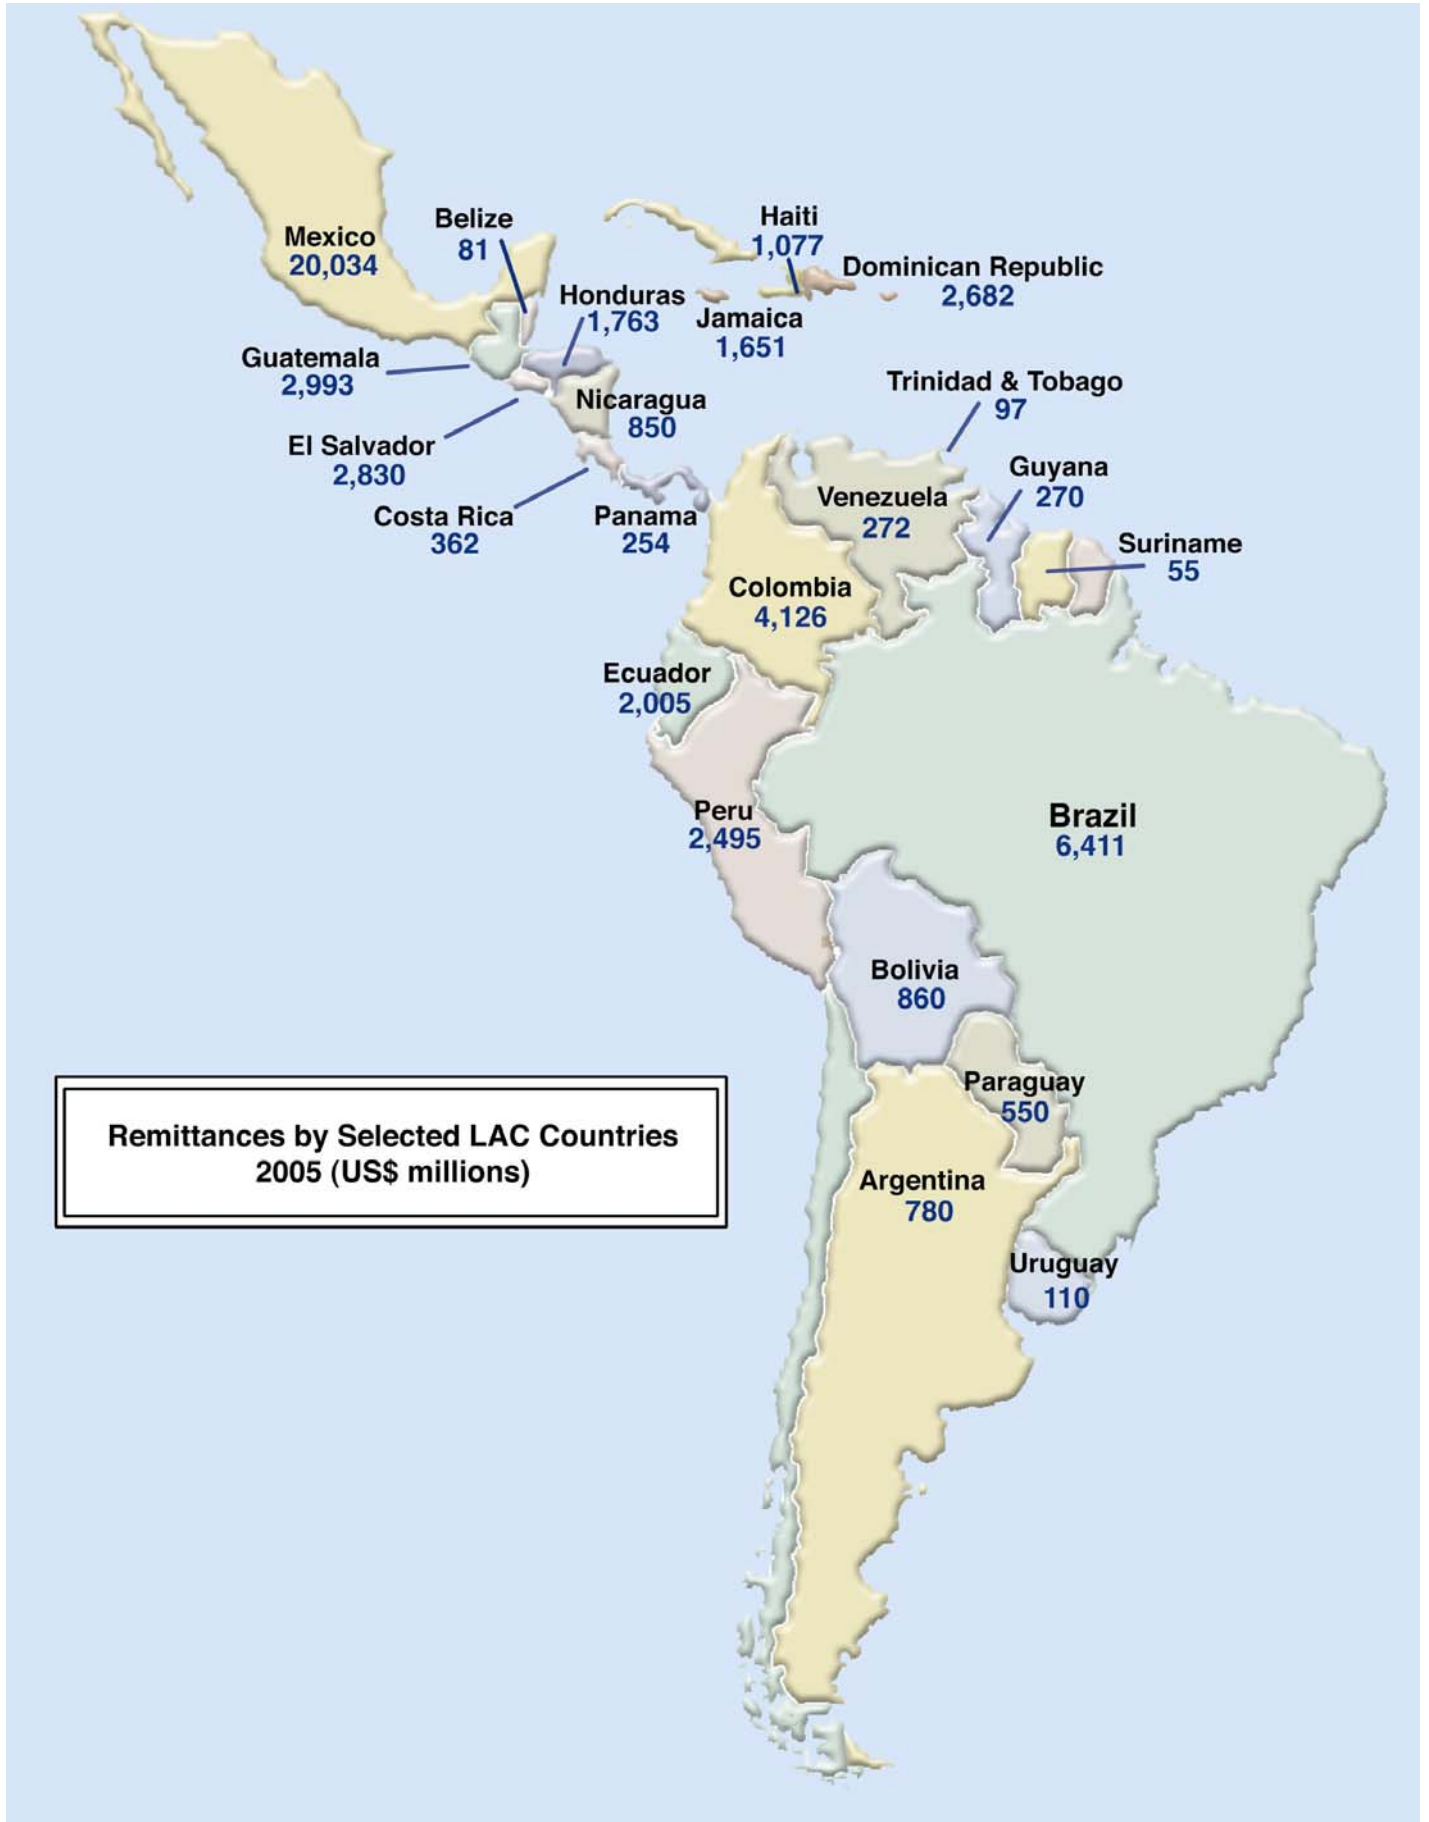 Mexico
20,034
Belize
81
Haiti
1,077
Dominican Republic
2,682
Honduras
1,763
Jamaica
1,651
Guatemala
2,993
Nicaragua
850
Trinidad & Tobago
97
El Salvador
2,830
Guyana
270
Venezuela
272
Costa Rica
362
Panama
254
Suriname
55
Colombia
4,126
Ecuador
2,005
Peru
2,495
Brazil
6,411
Bolivia
860
Paraguay
550
Remittances by Selected LAC Countries
2005 (US$ millions)
Argentina
780
Uruguay
110